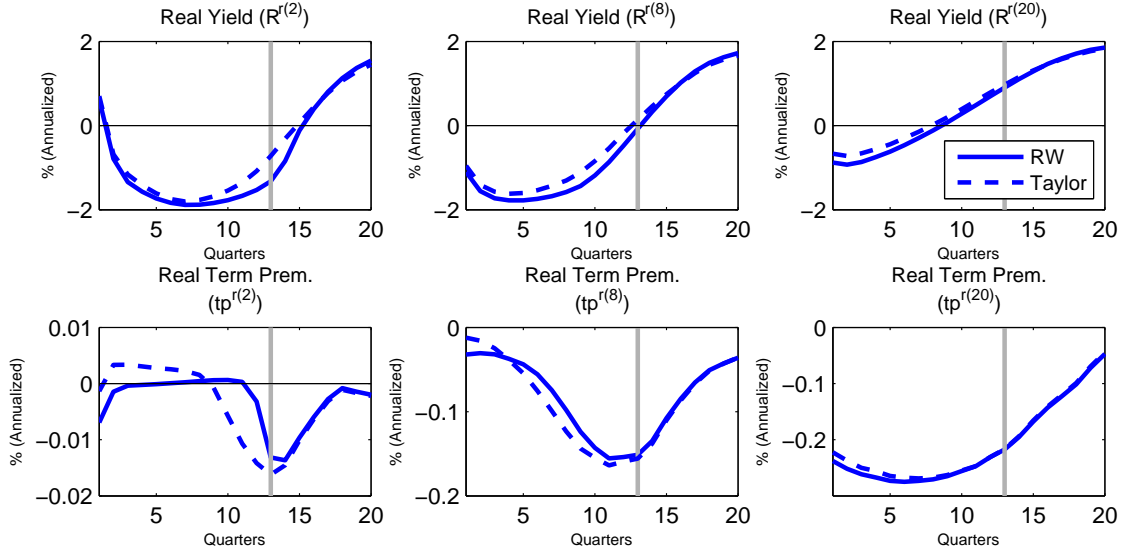 Real Yield (R^r(2))
% (Annualized)
2
0
−2
5 10 15 20
Quarters
Real Yield (R^r(8))
% (Annualized)
2
0
−2
5 10 15 20
Quarters
Real Yield (R^r(20))
% (Annualized)
2
0
−2
RW
Taylor
5 10 15 20
Quarters
Real Term Prem.
(tp^r(2))
% (Annualized)
0.01
0
−0.01
−0.02
5 10 15 20
Quarters
Real Term Prem.
(tp^r(8))
% (Annualized)
0
−0.1
−0.2
5 10 15 20
Quarters
Real Term Prem.
(tp^r(20))
% (Annualized)
0
−0.1
−0.2
5 10 15 20
Quarters